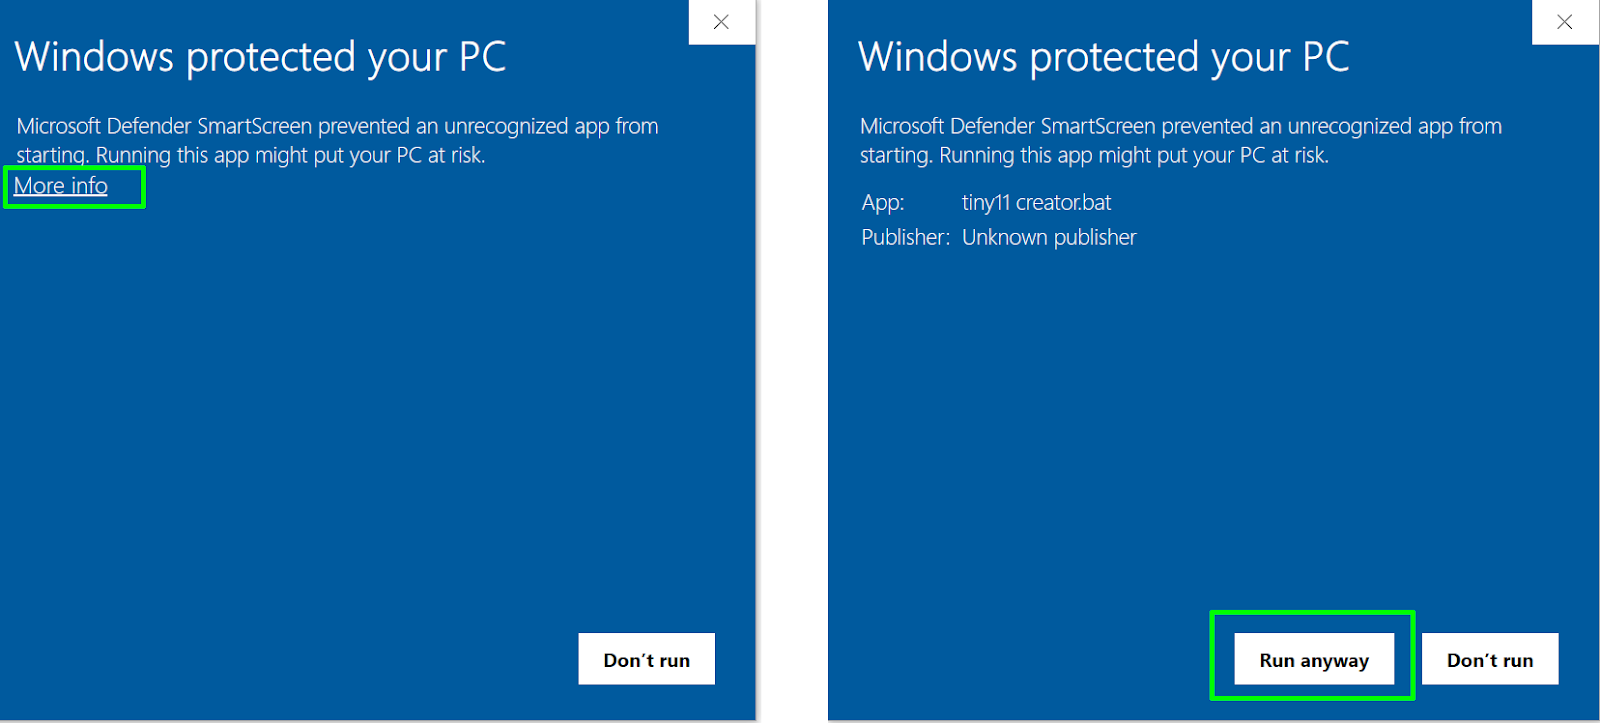 Windows protected your PC
Microsoft Defender SmartScreen prevented an unrecognized app from
starting. Running this app might put your PC at risk.
More info
Don't run
Windows protected your PC
Microsoft Defender SmartScreen prevented an unrecognized app from
starting. Running this app might put your PC at risk.
App: tiny11 creator.bat
Publisher: Unknown publisher
Run anyway Don't run